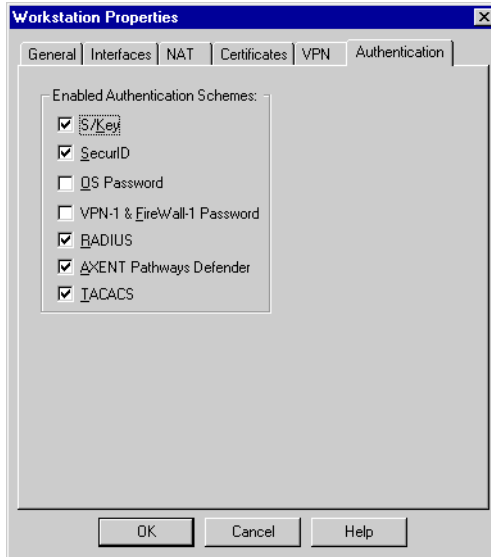 Workstation Properties
General Interfaces NAT Certificates VPN Authentication
Enabled Authentication Schemes:
S/Key
SecurID
OS Password
VPN-1 & FireWall-1 Password
RADIUS
AXENT Pathways Defender
TACACS
OK Cancel Help